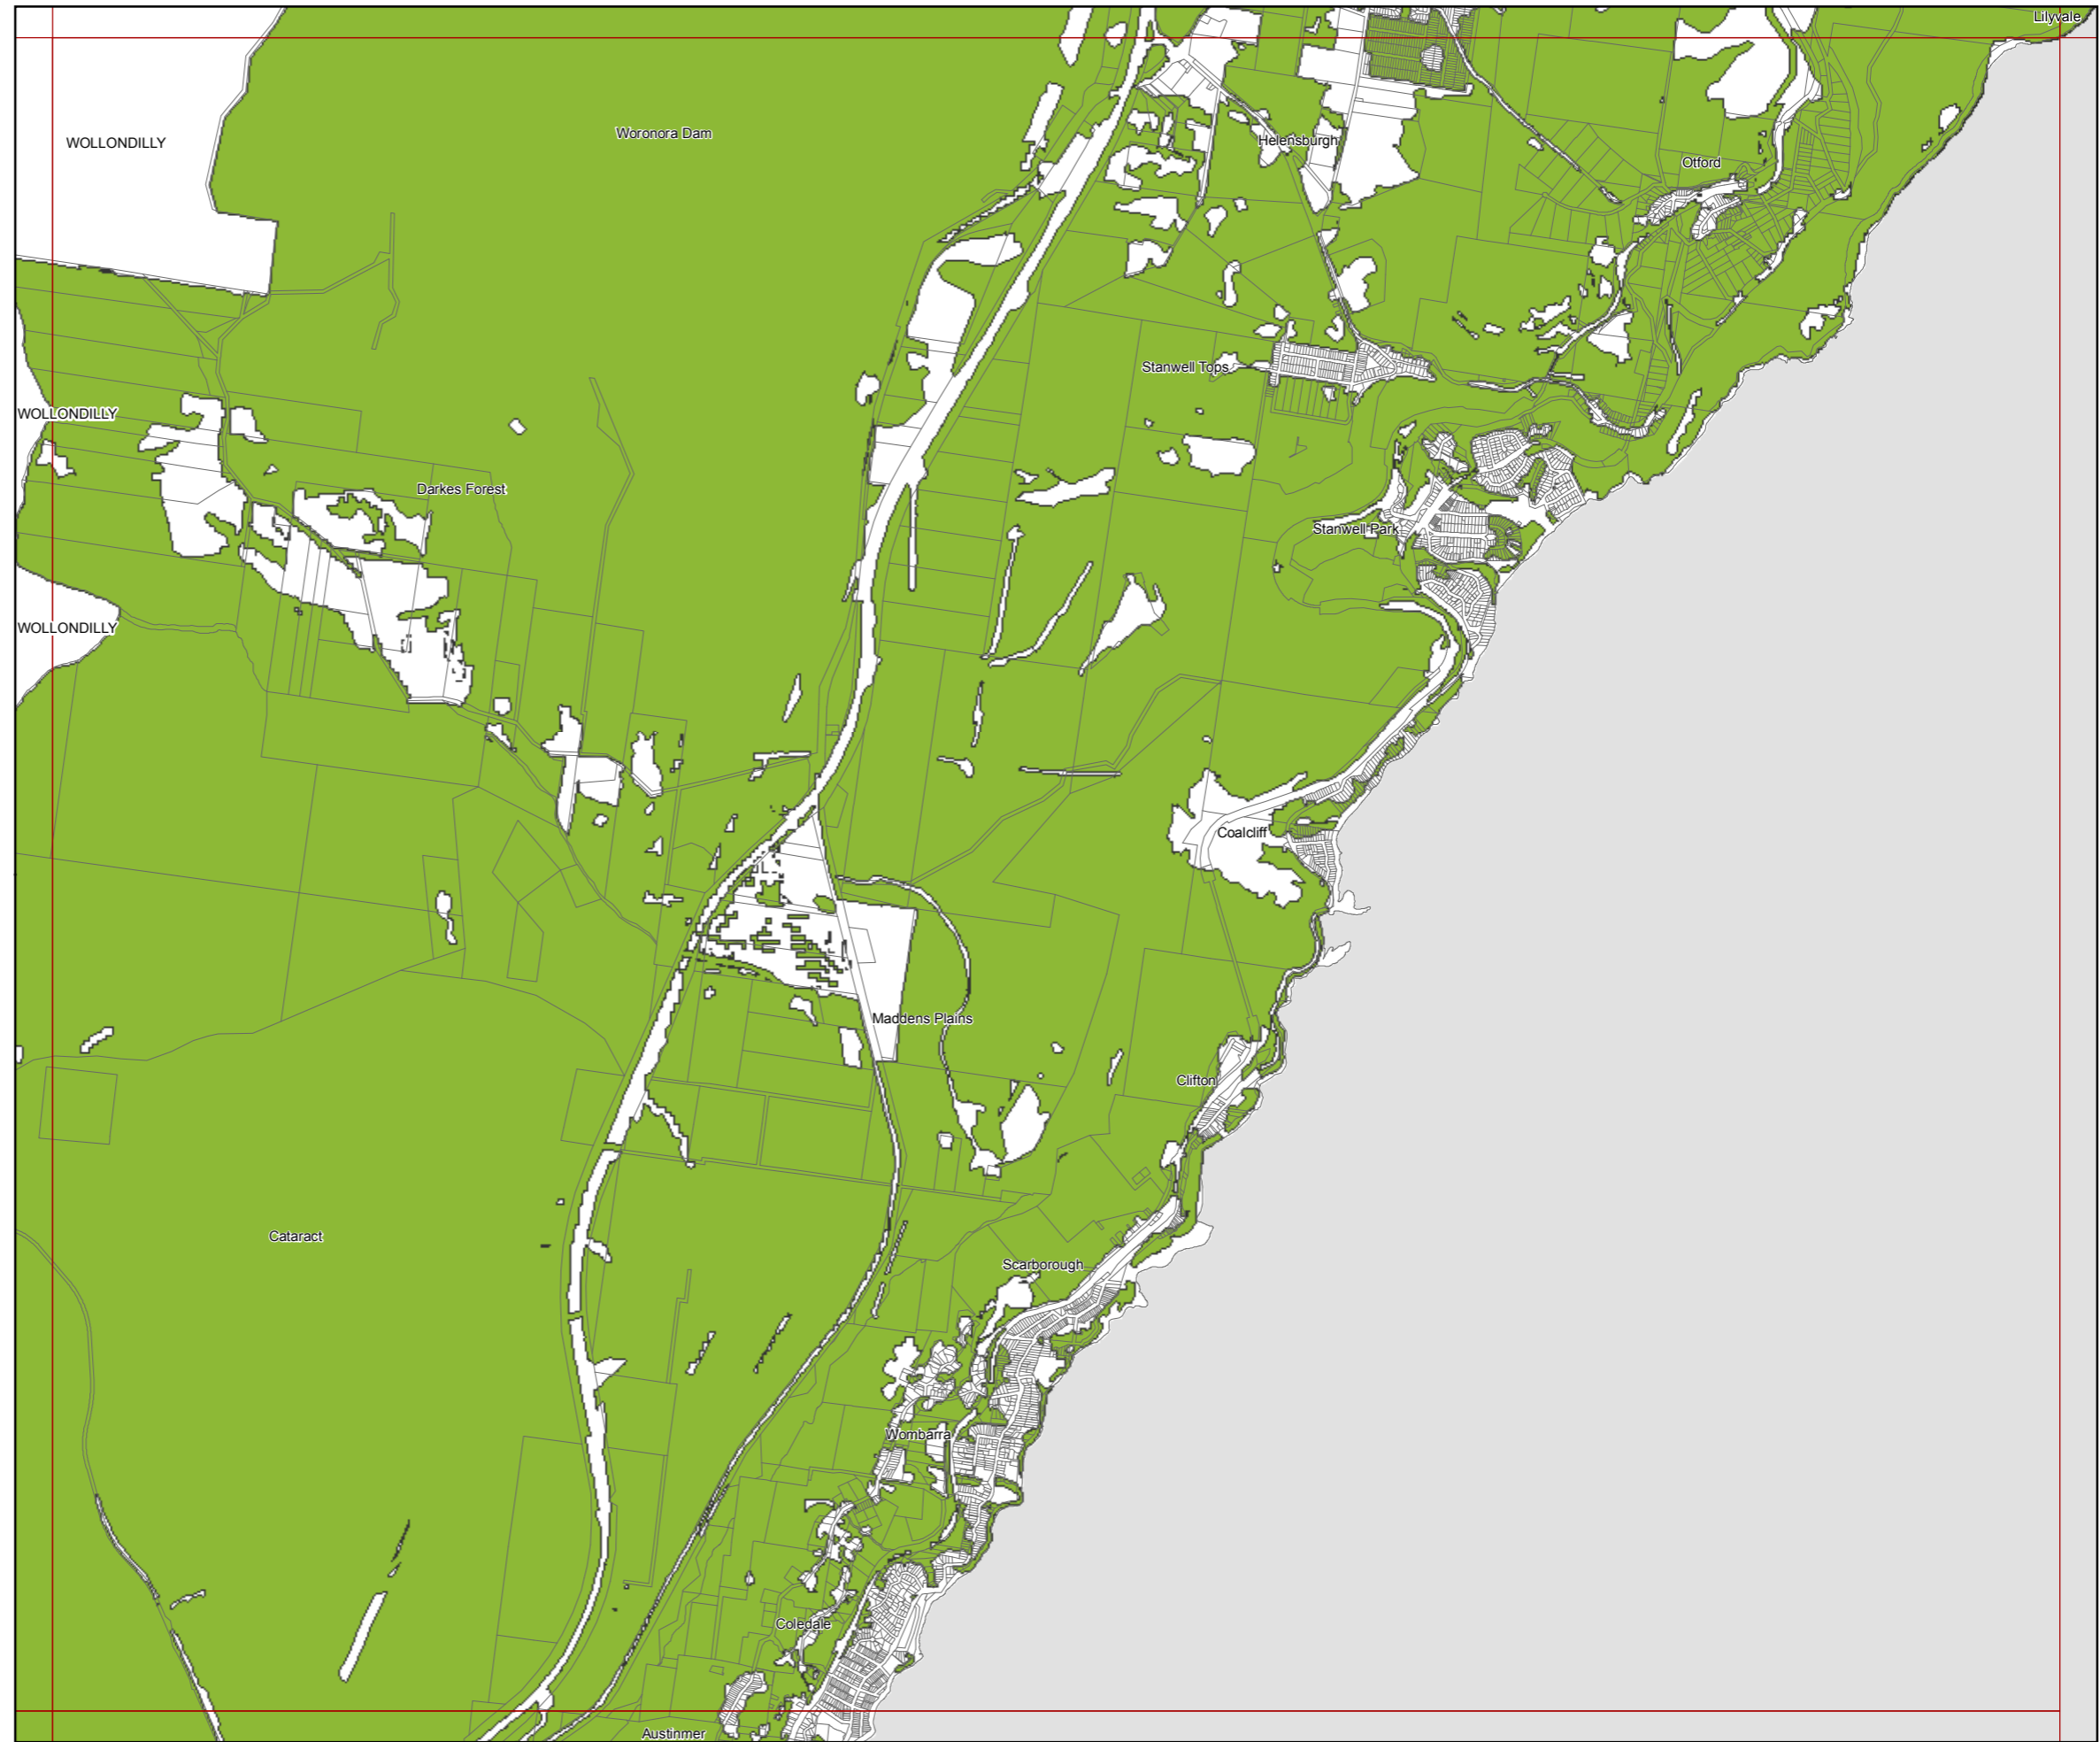 Lilyvale
WOLLONDILLY
Woronora Dam
Helensburgh
Otford
Stanwell Tops
WOLLONDILLY
Darkes Forest
Stanwell Park
WOLLONDILLY
Coalcliff
Maddens Plains
Clifton
Cataract
Scarborough
Wombarra
Coledale
Austinmer